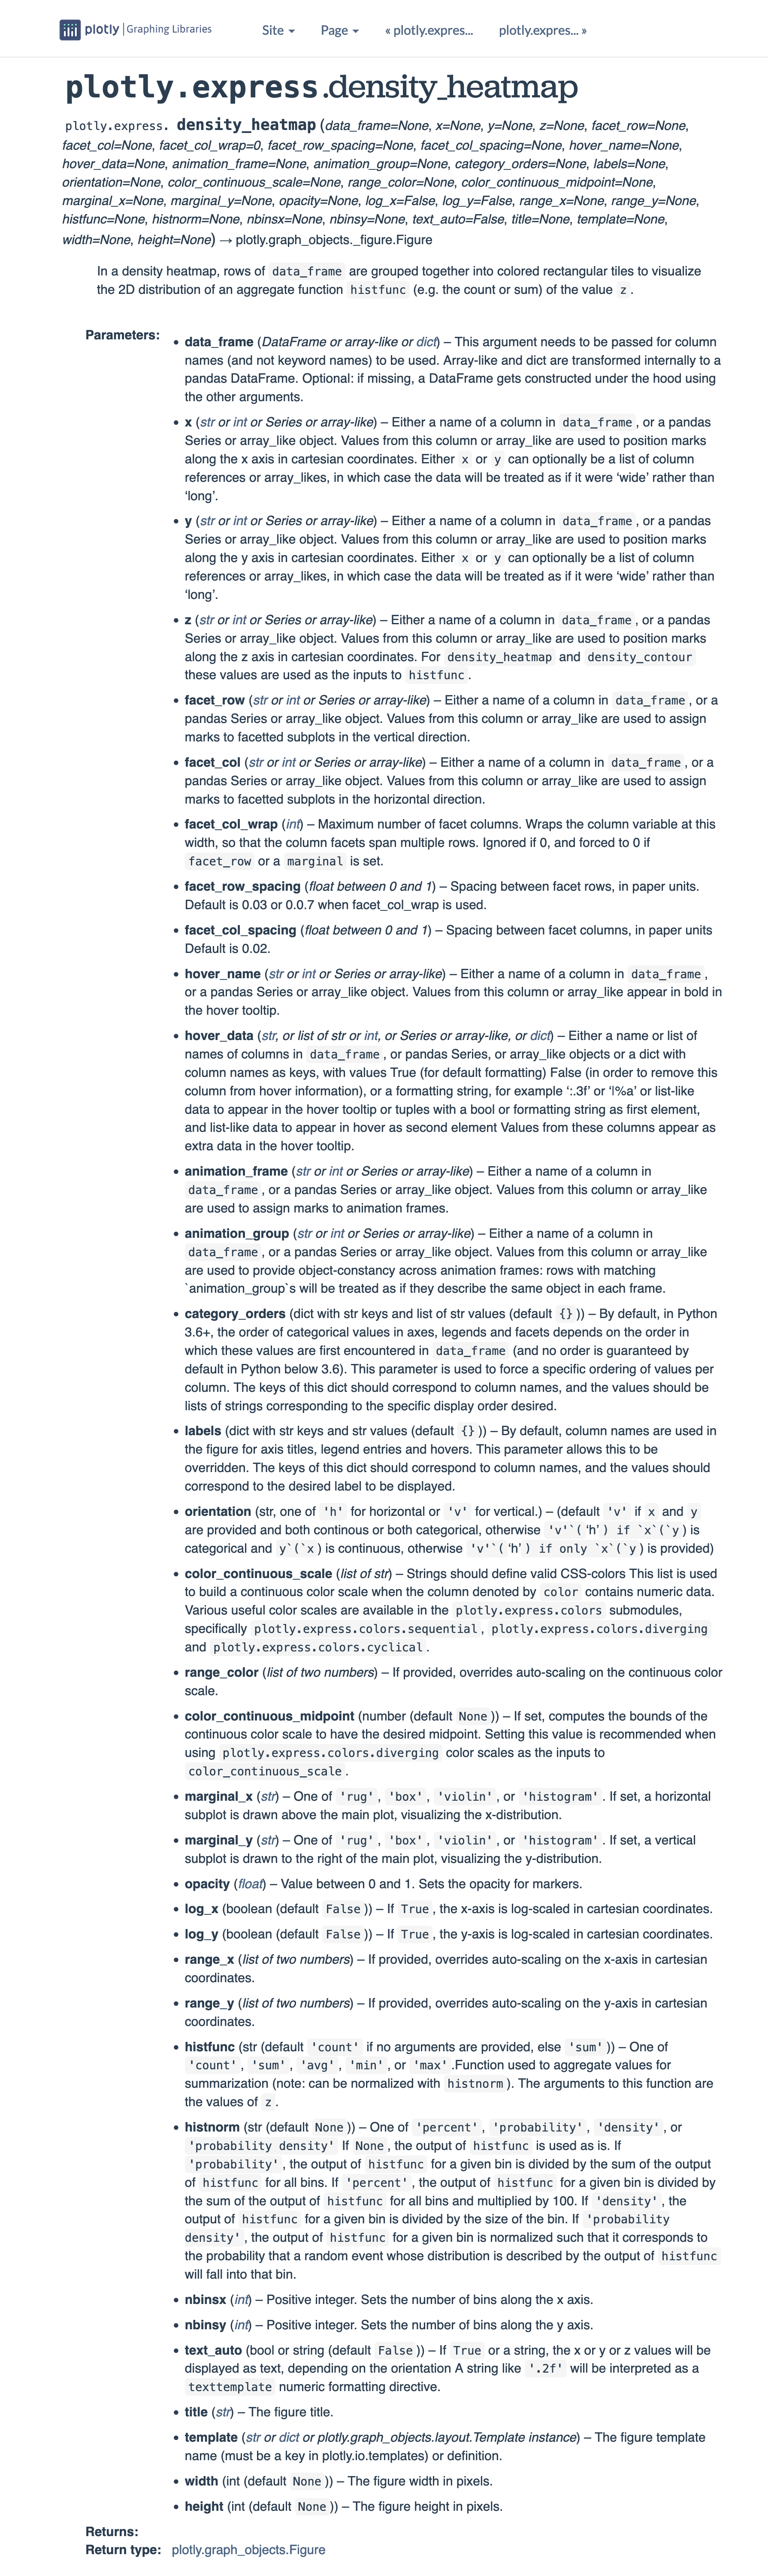 plotly | Graphing Libraries Site Page « plotly.expres... plotly.expres... »
plotly.express.density_heatmap
plotly.express. density_heatmap (data_frame=None, x=None, y=None, z=None, facet_row=None,
facet_col=None, facet_col_wrap=0, facet_row_spacing=None, facet_col_spacing=None, hover_name=None,
hover_data=None, animation_frame=None, animation_group=None, category_orders=None, labels=None,
orientation=None, color_continuous_scale=None, range_color=None, color_continuous_midpoint=None,
marginal_x=None, marginal_y=None, opacity=None, log_x=False, log_y=False, range_x=None, range_y=None,
histfunc=None, histnorm=None, nbinsx=None, nbinsy=None, text_auto=False, title=None, template=None,
width=None, height=None) → plotly.graph_objects._figure.Figure
In a density heatmap, rows of data_frame are grouped together into colored rectangular tiles to visualize
the 2D distribution of an aggregate function histfunc (e.g. the count or sum) of the value z .
Parameters:
• data_frame (DataFrame or array-like or dict) – This argument needs to be passed for column
names (and not keyword names) to be used. Array-like and dict are transformed internally to a
pandas DataFrame. Optional: if missing, a DataFrame gets constructed under the hood using
the other arguments.
• x (str or int or Series or array-like) – Either a name of a column in data_frame , or a pandas
Series or array_like object. Values from this column or array_like are used to position marks
along the x axis in cartesian coordinates. Either x or y can optionally be a list of column
references or array_likes, in which case the data will be treated as if it were ‘wide’ rather than
‘long’.
• y (str or int or Series or array-like) – Either a name of a column in data_frame , or a pandas
Series or array_like object. Values from this column or array_like are used to position marks
along the y axis in cartesian coordinates. Either x or y can optionally be a list of column
references or array_likes, in which case the data will be treated as if it were ‘wide’ rather than
‘long’.
• z (str or int or Series or array-like) – Either a name of a column in data_frame , or a pandas
Series or array_like object. Values from this column or array_like are used to position marks
along the z axis in cartesian coordinates. For density_heatmap and density_contour
these values are used as the inputs to histfunc .
• facet_row (str or int or Series or array-like) – Either a name of a column in data_frame , or a
pandas Series or array_like object. Values from this column or array_like are used to assign
marks to facetted subplots in the vertical direction.
• facet_col (str or int or Series or array-like) – Either a name of a column in data_frame , or a
pandas Series or array_like object. Values from this column or array_like are used to assign
marks to facetted subplots in the horizontal direction.
• facet_col_wrap (int) – Maximum number of facet columns. Wraps the column variable at this
width, so that the column facets span multiple rows. Ignored if 0, and forced to 0 if
facet_row or a marginal is set.
• facet_row_spacing (float between 0 and 1) – Spacing between facet rows, in paper units.
Default is 0.03 or 0.0.7 when facet_col_wrap is used.
• facet_col_spacing (float between 0 and 1) – Spacing between facet columns, in paper units
Default is 0.02.
• hover_name (str or int or Series or array-like) – Either a name of a column in data_frame ,
or a pandas Series or array_like object. Values from this column or array_like appear in bold in
the hover tooltip.
• hover_data (str, or list of str or int, or Series or array-like, or dict) – Either a name or list of
names of columns in data_frame , or pandas Series, or array_like objects or a dict with
column names as keys, with values True (for default formatting) False (in order to remove this
column from hover information), or a formatting string, for example ‘:.3f’ or ‘|%a’ or list-like
data to appear in the hover tooltip or tuples with a bool or formatting string as first element,
and list-like data to appear in hover as second element Values from these columns appear as
extra data in the hover tooltip.
• animation_frame (str or int or Series or array-like) – Either a name of a column in
data_frame , or a pandas Series or array_like object. Values from this column or array_like
are used to assign marks to animation frames.
• animation_group (str or int or Series or array-like) – Either a name of a column in
data_frame , or a pandas Series or array_like object. Values from this column or array_like
are used to provide object-constancy across animation frames: rows with matching
`animation_group`s will be treated as if they describe the same object in each frame.
• category_orders (dict with str keys and list of str values (default {} )) – By default, in Python
3.6+, the order of categorical values in axes, legends and facets depends on the order in
which these values are first encountered in data_frame (and no order is guaranteed by
default in Python below 3.6). This parameter is used to force a specific ordering of values per
column. The keys of this dict should correspond to column names, and the values should be
lists of strings corresponding to the specific display order desired.
• labels (dict with str keys and str values (default {} )) – By default, column names are used in
the figure for axis titles, legend entries and hovers. This parameter allows this to be
overridden. The keys of this dict should correspond to column names, and the values should
correspond to the desired label to be displayed.
• orientation (str, one of 'h' for horizontal or 'v' for vertical.) – (default 'v' if x and y
are provided and both continous or both categorical, otherwise 'v'`( ‘h’ ) if `x`(`y ) is
categorical and y`(`x ) is continuous, otherwise 'v'`( ‘h’ ) if only `x`(`y ) is provided)
• color_continuous_scale (list of str) – Strings should define valid CSS-colors This list is used
to build a continuous color scale when the column denoted by color contains numeric data.
Various useful color scales are available in the plotly.express.colors submodules,
specifically plotly.express.colors.sequential , plotly.express.colors.diverging
and plotly.express.colors.cyclical .
• range_color (list of two numbers) – If provided, overrides auto-scaling on the continuous color
scale.
• color_continuous_midpoint (number (default None )) – If set, computes the bounds of the
continuous color scale to have the desired midpoint. Setting this value is recommended when
using plotly.express.colors.diverging color scales as the inputs to
color_continuous_scale .
• marginal_x (str) – One of 'rug' , 'box' , 'violin' , or 'histogram' . If set, a horizontal
subplot is drawn above the main plot, visualizing the x-distribution.
• marginal_y (str) – One of 'rug' , 'box' , 'violin' , or 'histogram' . If set, a vertical
subplot is drawn to the right of the main plot, visualizing the y-distribution.
• opacity (float) – Value between 0 and 1. Sets the opacity for markers.
• log_x (boolean (default False )) – If True , the x-axis is log-scaled in cartesian coordinates.
• log_y (boolean (default False )) – If True , the y-axis is log-scaled in cartesian coordinates.
• range_x (list of two numbers) – If provided, overrides auto-scaling on the x-axis in cartesian
coordinates.
• range_y (list of two numbers) – If provided, overrides auto-scaling on the y-axis in cartesian
coordinates.
• histfunc (str (default 'count' if no arguments are provided, else 'sum' )) – One of
'count' , 'sum' , 'avg' , 'min' , or 'max' .Function used to aggregate values for
summarization (note: can be normalized with histnorm ). The arguments to this function are
the values of z .
• histnorm (str (default None )) – One of 'percent' , 'probability' , 'density' , or
'probability density' If None , the output of histfunc is used as is. If
'probability' , the output of histfunc for a given bin is divided by the sum of the output
of histfunc for all bins. If 'percent' , the output of histfunc for a given bin is divided by
the sum of the output of histfunc for all bins and multiplied by 100. If 'density' , the
output of histfunc for a given bin is divided by the size of the bin. If 'probability
density' , the output of histfunc for a given bin is normalized such that it corresponds to
the probability that a random event whose distribution is described by the output of histfunc
will fall into that bin.
• nbinsx (int) – Positive integer. Sets the number of bins along the x axis.
• nbinsy (int) – Positive integer. Sets the number of bins along the y axis.
• text_auto (bool or string (default False )) – If True or a string, the x or y or z values will be
displayed as text, depending on the orientation A string like '.2f' will be interpreted as a
texttemplate numeric formatting directive.
• title (str) – The figure title.
• template (str or dict or plotly.graph_objects.layout.Template instance) – The figure template
name (must be a key in plotly.io.templates) or definition.
• width (int (default None )) – The figure width in pixels.
• height (int (default None )) – The figure height in pixels.
Returns:
Return type: plotly.graph_objects.Figure